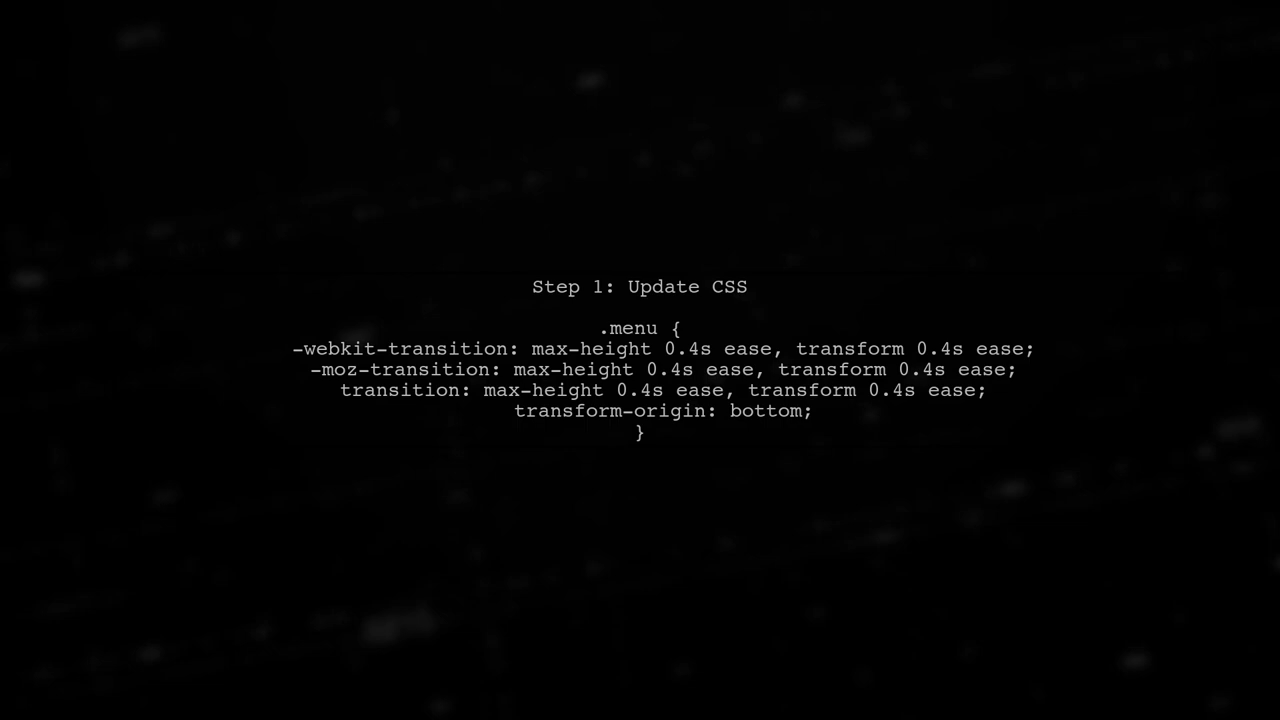 Step 1: Update CSS
.menu {
-webkit-transition: max-height 0.4s ease, transform 0.4s ease;
-moz-transition: max-height 0.4s ease, transform 0.4s ease;
transition: max-height 0.4s ease, transform 0.4s ease;
transform-origin: bottom;
}